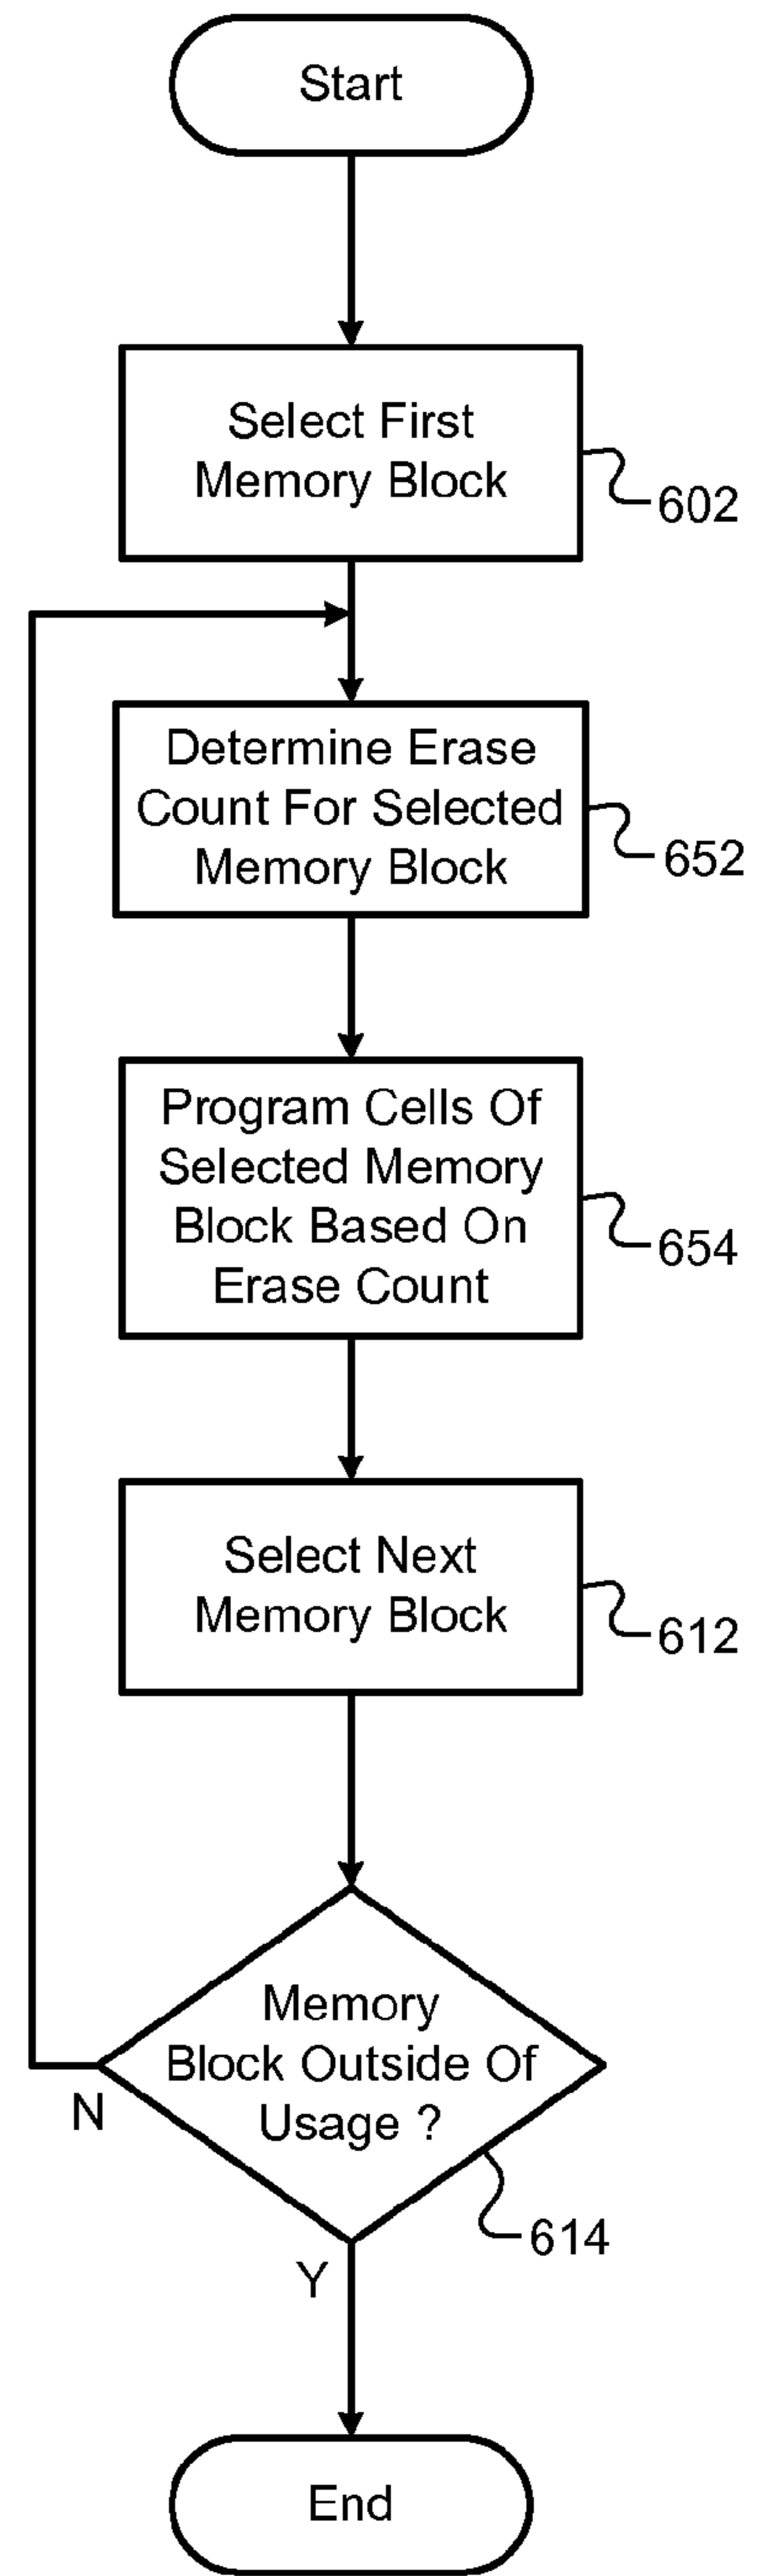 Start
Select First
Memory Block
602
Determine Erase
Count For Selected
Memory Block
652
Program Cells Of
Selected Memory
Block Based On
Erase Count
654
Select Next
Memory Block
612
Memory
Block Outside Of
Usage ?
N
614
Y
End